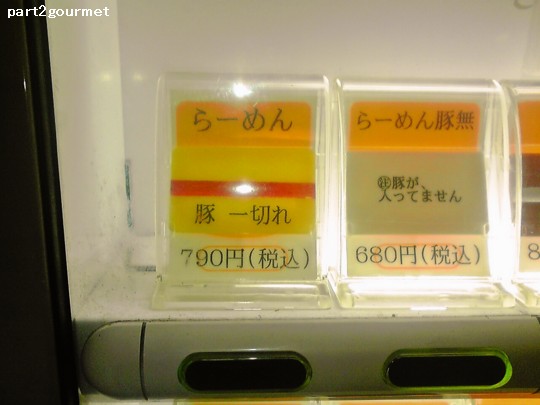 part2gourmet
らーめん
豚 一切れ
790円(税込)
らーめん豚無
㊟豚が、
入ってません
680円(税込)
8